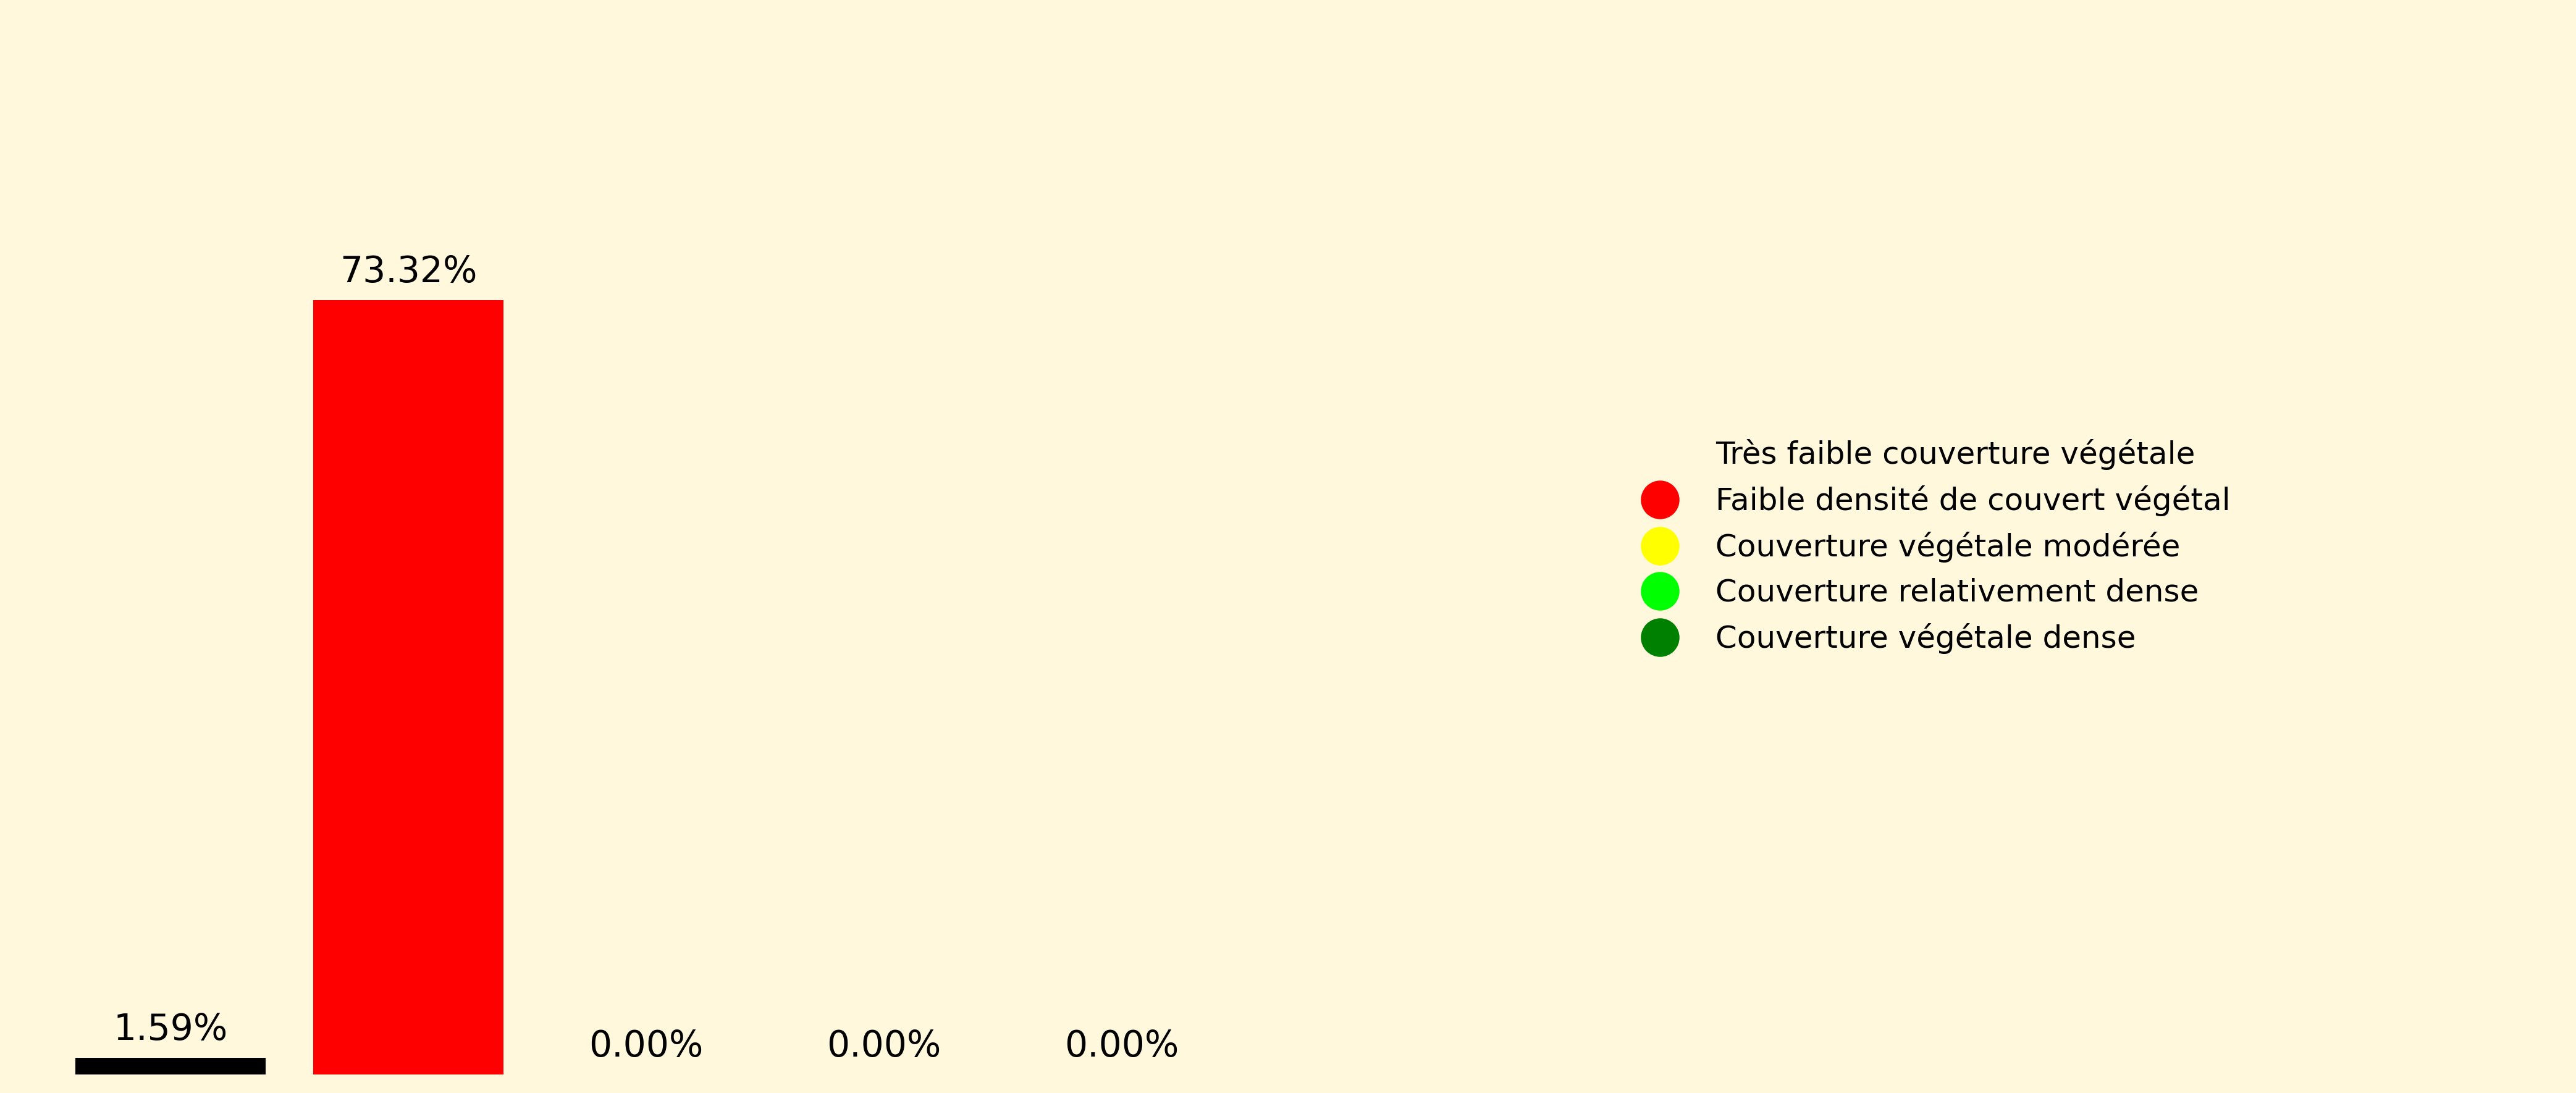 73.32%
1.59%
0.00%
0.00%
0.00%
Très faible couverture végétale
Faible densité de couvert végétal
Couverture végétale modérée
Couverture relativement dense
Couverture végétale dense